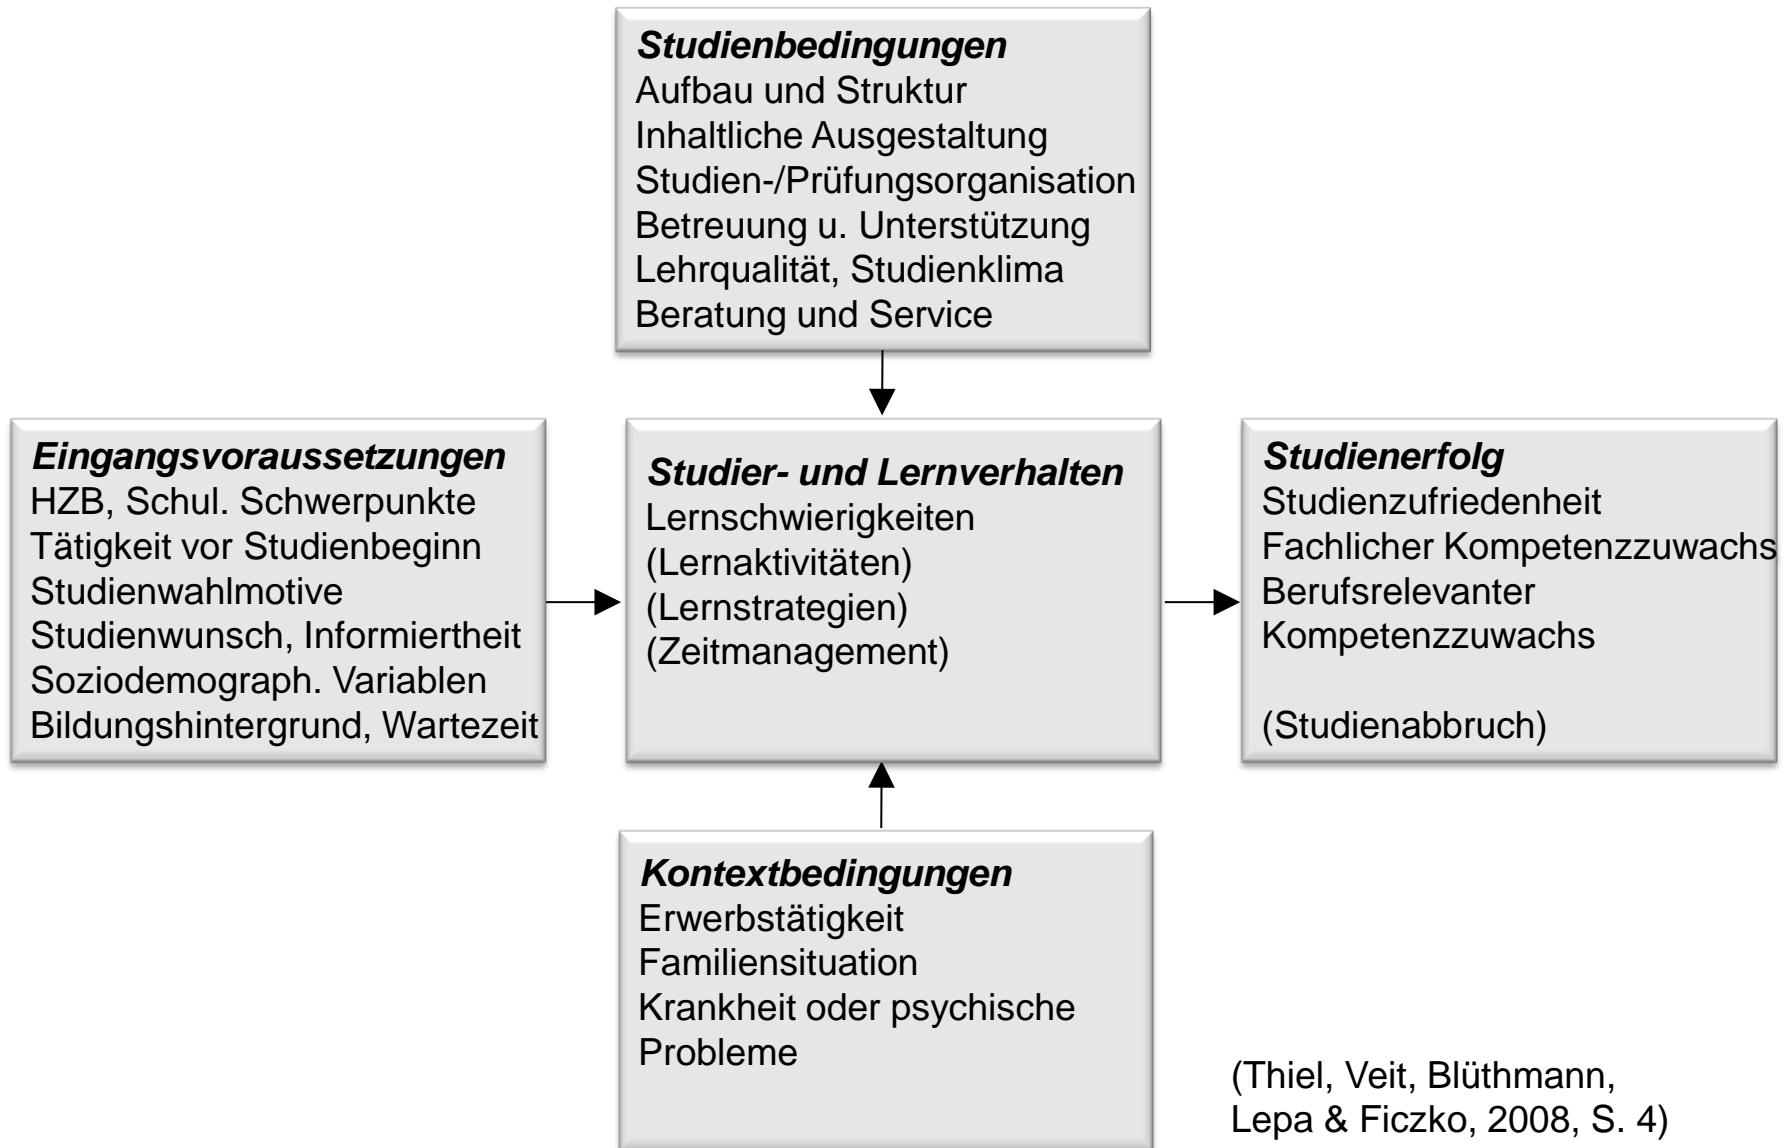 Studienbedingungen
Aufbau und Struktur
Inhaltliche Ausgestaltung
Studien-/Prüfungsorganisation
Betreuung u. Unterstützung
Lehrqualität, Studienklima
Beratung und Service
Eingangsvoraussetzungen
HZB, Schul. Schwerpunkte
Tätigkeit vor Studienbeginn
Studienwahlmotive
Studienwunsch, Informiertheit
Soziodemograph. Variablen
Bildungshintergrund, Wartezeit
Studier- und Lernverhalten
Lernschwierigkeiten
(Lernaktivitäten)
(Lernstrategien)
(Zeitmanagement)
Studienerfolg
Studienzufriedenheit
Fachlicher Kompetenzzuwachs
Berufsrelevanter
Kompetenzzuwachs
(Studienabbruch)
Kontextbedingungen
Erwerbstätigkeit
Familiensituation
Krankheit oder psychische
Probleme
(Thiel, Veit, Blüthmann,
Lepa & Ficzko, 2008, S. 4)